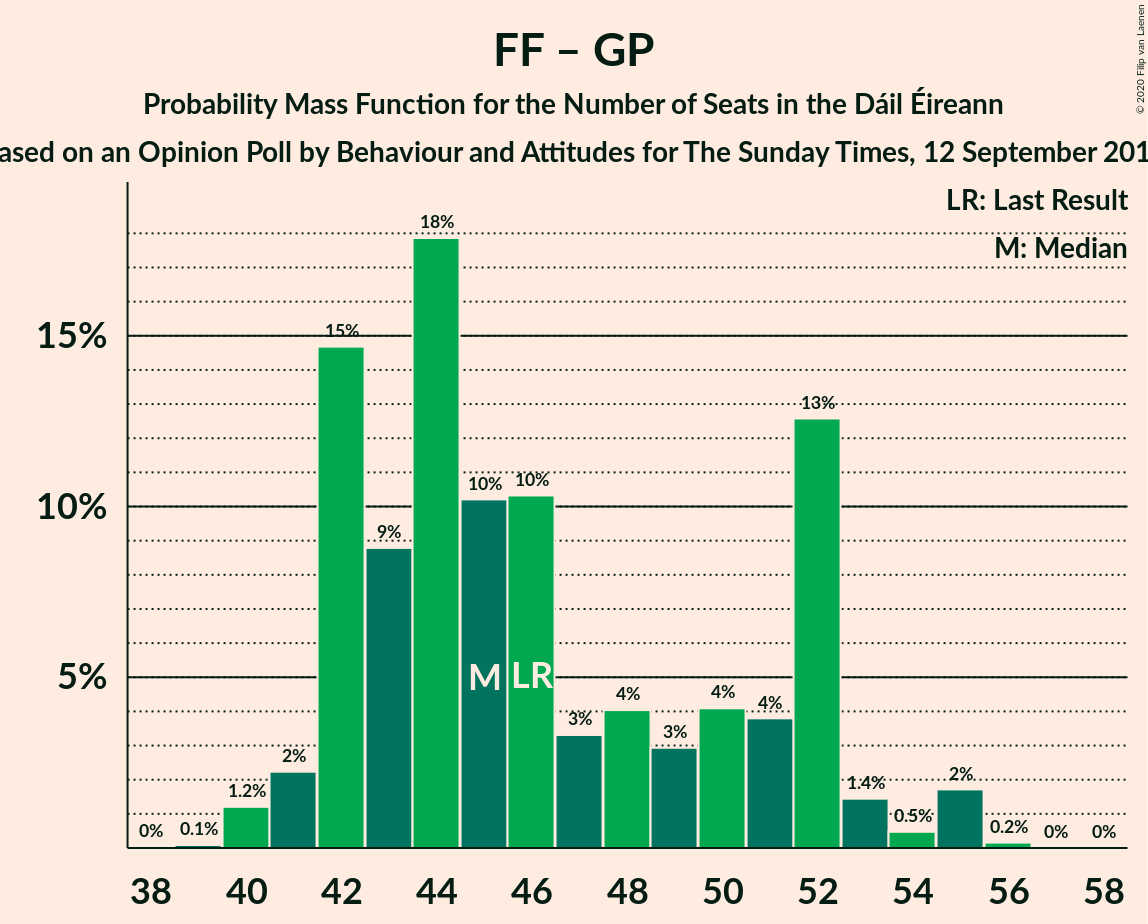 FF – GP
Probability Mass Function for the Number of Seats in the Dáil Éireann
ased on an Opinion Poll by Behaviour and Attitudes for The Sunday Times, 12 September 201
© 2020 Filip van Laenen
LR: Last Result
M: Median
18%
15%
15%
13%
10%
10%
10%
9%
5%
M
LR
4%
4%
4%
3%
3%
2%
2%
1.4%
1.2%
0.5%
0.2%
0.1%
0%
0%
0%
38 40 42 44 46 48 50 52 54 56 58